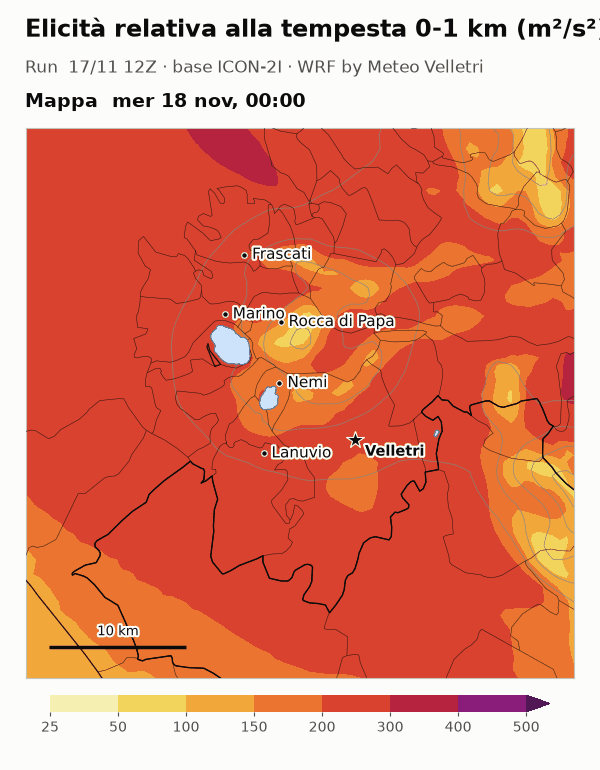 Elicità relativa alla tempesta 0-1 km (m²/s²)
Run 17/11 12Z · base ICON-2I · WRF by Meteo Velletri
Mappa mer 18 nov, 00:00
Frascati
Marino
Rocca di Papa
Nemi
Velletri
Lanuvio
10 km
25 50 100 150 200 300 400 500